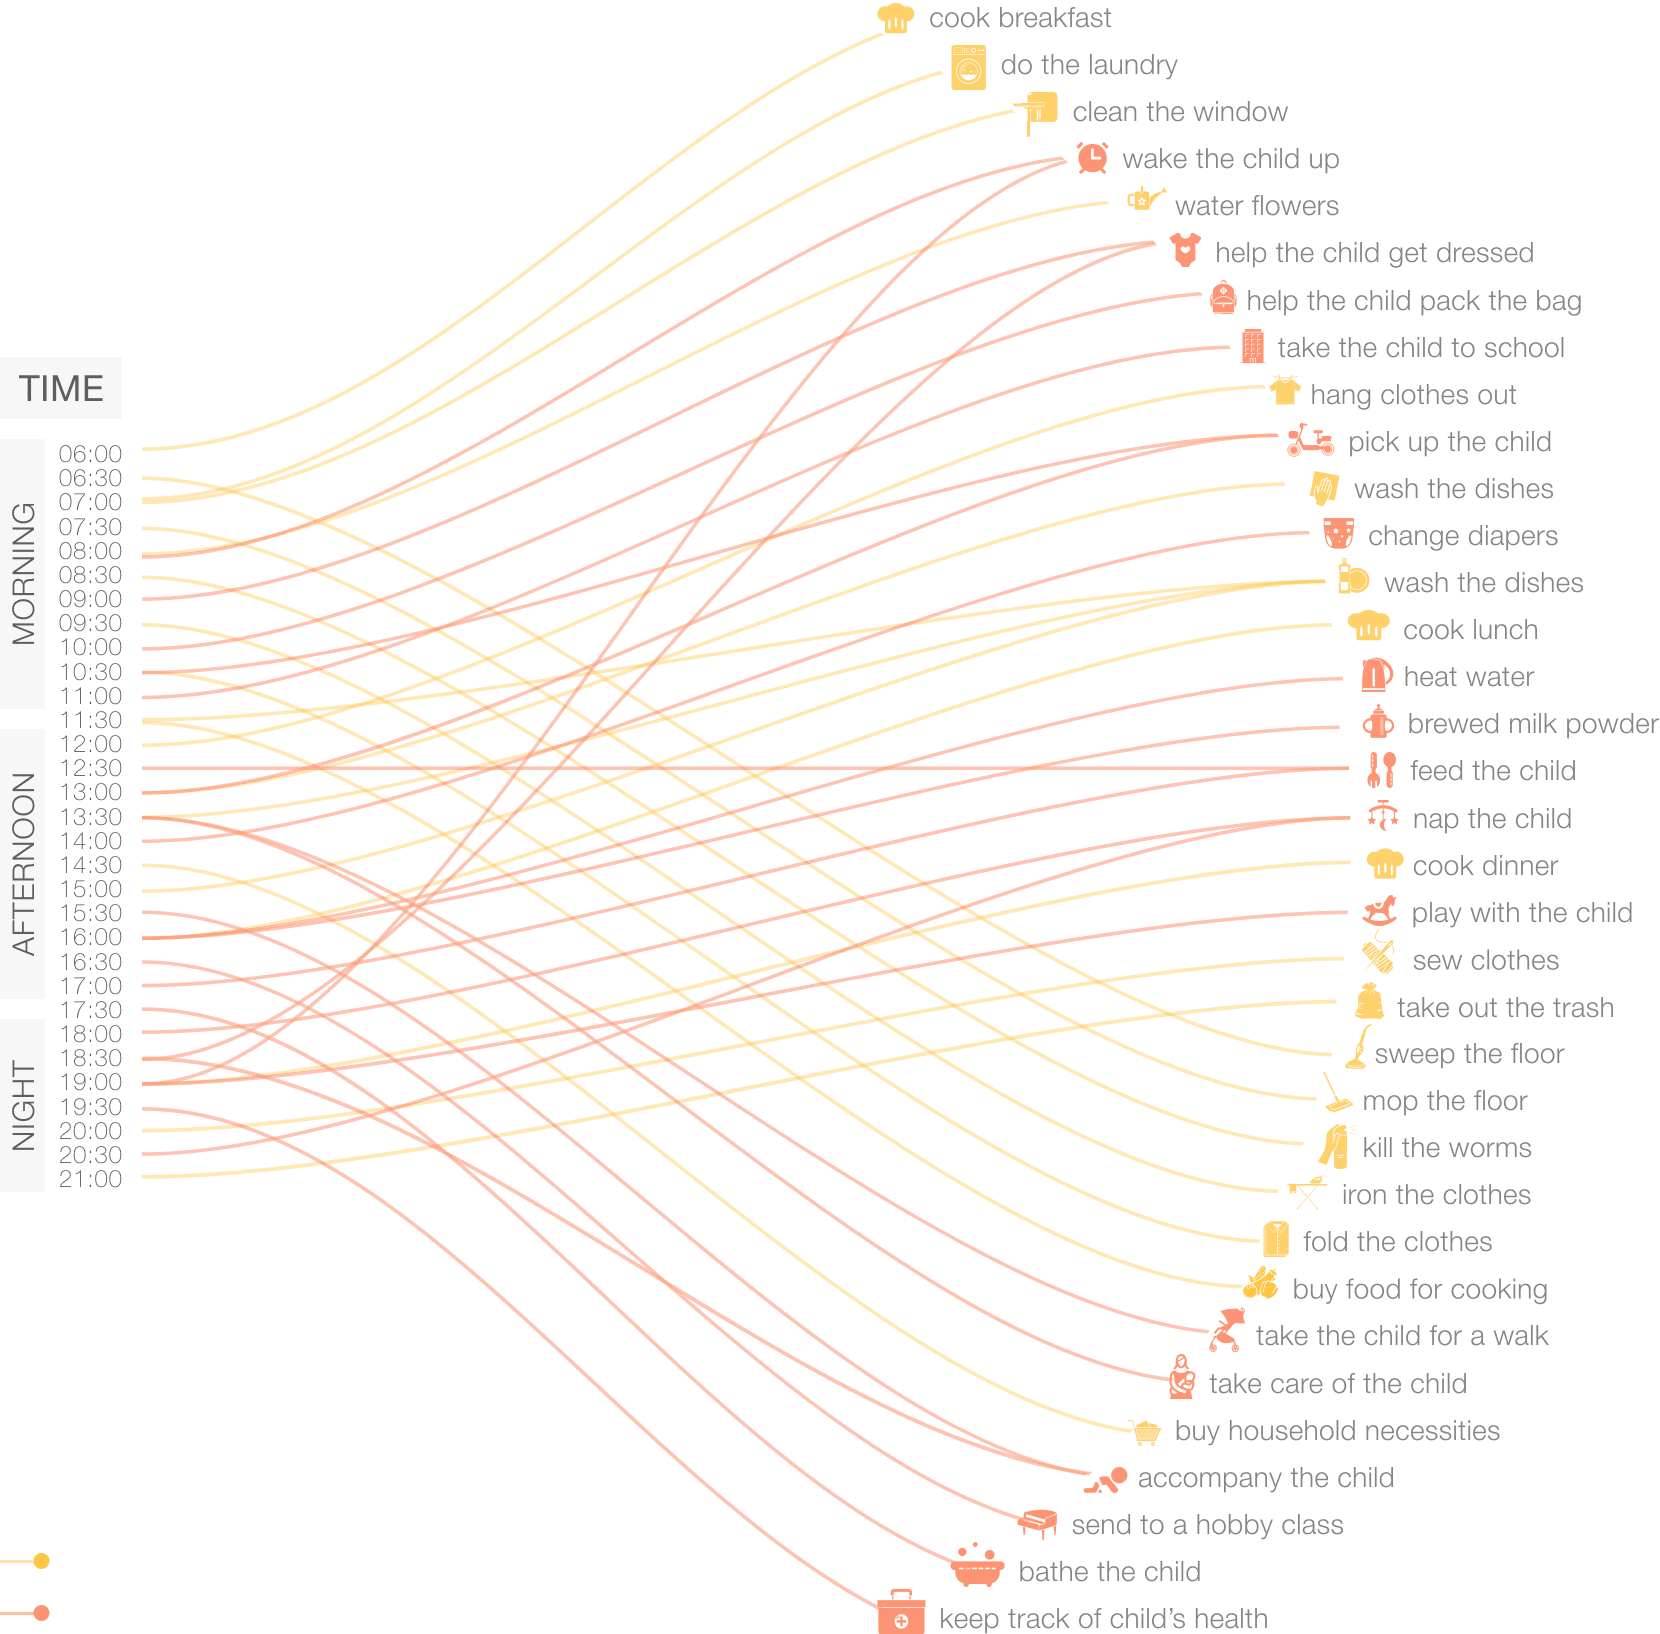 TIME
MORNING
06:00
06:30
07:00
07:30
08:00
08:30
09:00
09:30
10:00
10:30
11:00
11:30
AFTERNOON
12:00
12:30
13:00
13:30
14:00
14:30
15:00
15:30
16:00
16:30
17:00
17:30
NIGHT
18:00
18:30
19:00
19:30
20:00
20:30
21:00
cook breakfast
do the laundry
clean the window
wake the child up
water flowers
help the child get dressed
help the child pack the bag
take the child to school
hang clothes out
pick up the child
wash the dishes
change diapers
wash the dishes
cook lunch
heat water
brewed milk powder
feed the child
nap the child
cook dinner
play with the child
sew clothes
take out the trash
sweep the floor
mop the floor
kill the worms
iron the clothes
fold the clothes
buy food for cooking
take the child for a walk
take care of the child
buy household necessities
accompany the child
send to a hobby class
bathe the child
keep track of child's health